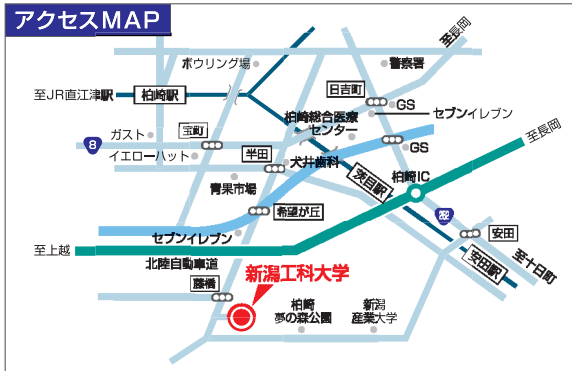 アクセスMAP
至長岡
ボウリング場
警察署
日吉町
至JR直江津駅
柏崎駅
GS
セブンイレブン
柏崎総合医療
センター
ガスト
宝町
8
イエローハット
半田
犬井歯科
GS
至長岡
青果市場
茨目駅
柏崎IC
希望が丘
252
安田
セブンイレブン
至上越
北陸自動車道
安田駅
至十日町
新潟工科大学
藤橋
柏崎
夢の森公園
新潟
産業大学